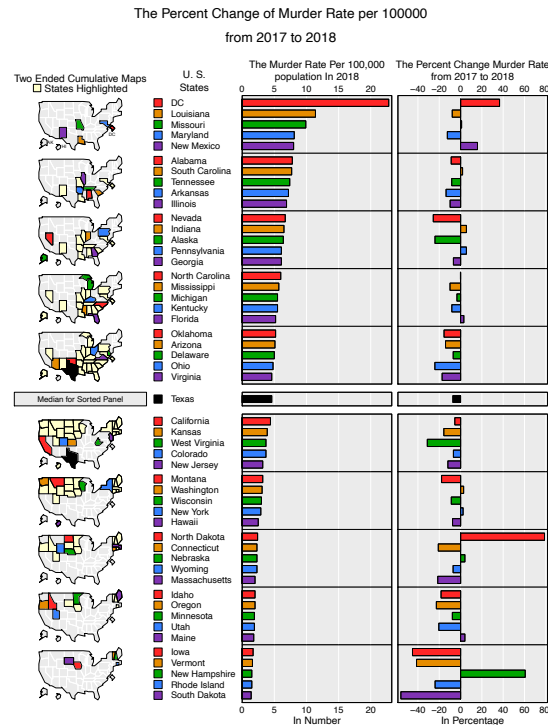 The Percent Change of Murder Rate per 100000
from 2017 to 2018
Two Ended Cumulative Maps
States Highlighted
U. S.
States
The Murder Rate Per 100,000
population In 2018
The Percent Change Murder Rate
from 2017 to 2018
0 5 10 15 20
−40 −20 0 20 40 60 80
DC
Louisiana
Missouri
Maryland
New Mexico
Alabama
South Carolina
Tennessee
Arkansas
Illinois
Nevada
Indiana
Alaska
Pennsylvania
Georgia
North Carolina
Mississippi
Michigan
Kentucky
Florida
Oklahoma
Arizona
Delaware
Ohio
Virginia
Median for Sorted Panel
Texas
California
Kansas
West Virginia
Colorado
New Jersey
Montana
Washington
Wisconsin
New York
Hawaii
North Dakota
Connecticut
Nebraska
Wyoming
Massachusetts
Idaho
Oregon
Minnesota
Utah
Maine
Iowa
Vermont
New Hampshire
Rhode Island
South Dakota
0 5 10 15 20
−40 −20 0 20 40 60 80
In Number
In Percentage